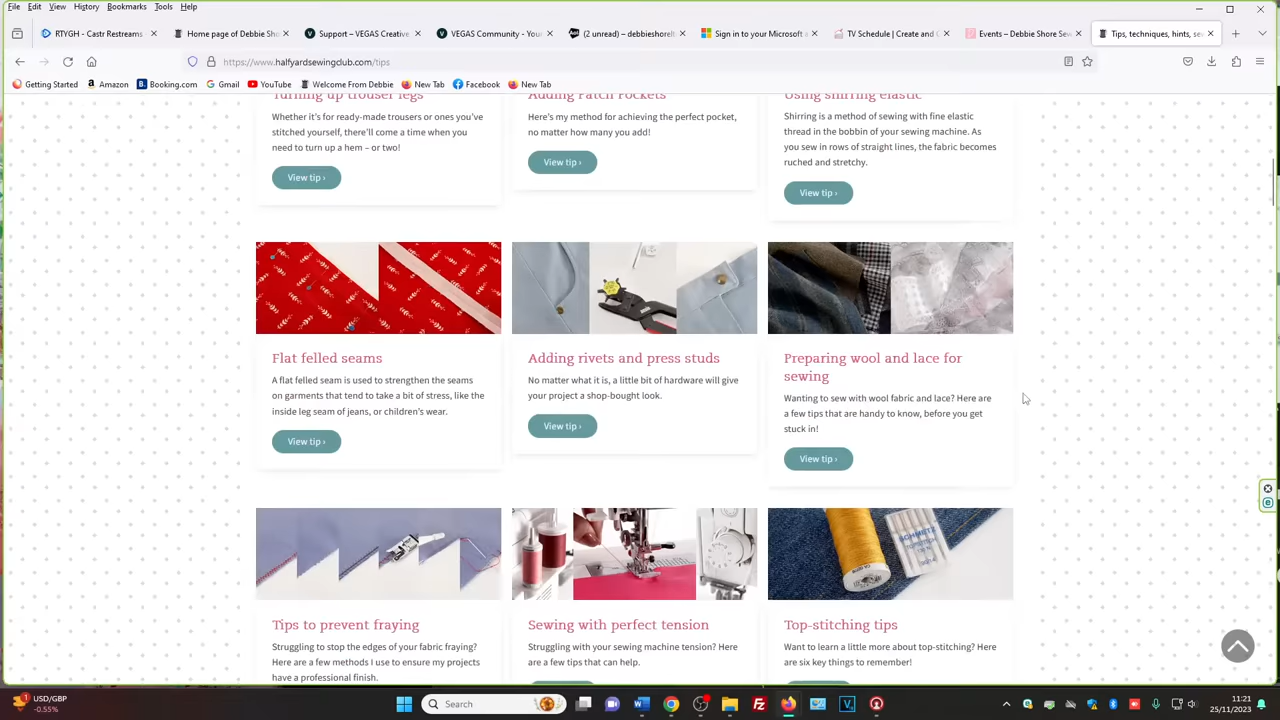 File Edit View History Bookmarks Tools Help
RTYGH - Castr Restreams
Home page of Debbie Sho
Support – VEGAS Creative
VEGAS Community - Your
(2 unread) – debbieshorel
Sign in to your Microsoft a
TV Schedule | Create and C
Events – Debbie Shore Sew
Tips, techniques, hints, sew
https://www.halfyardsewingclub.com/tips
Getting Started
Amazon
Booking.com
Gmail
YouTube
Welcome From Debbie
New Tab
Facebook
New Tab
Turning up trouser legs
Whether it's for ready-made trousers or ones you've
stitched yourself, there'll come a time when you
need to turn up a hem – or two!
View tip ›
Adding Patch Pockets
Here's my method for achieving the perfect pocket,
no matter how many you add!
View tip ›
Using shirring elastic
Shirring is a method of sewing with fine elastic
thread in the bobbin of your sewing machine. As
you sew in rows of straight lines, the fabric becomes
ruched and stretchy.
View tip ›
Flat felled seams
A flat felled seam is used to strengthen the seams
on garments that tend to take a bit of stress, like the
inside leg seam of jeans, or children's wear.
View tip ›
Adding rivets and press studs
No matter what it is, a little bit of hardware will give
your project a shop-bought look.
View tip ›
Preparing wool and lace for
sewing
Wanting to sew with wool fabric and lace? Here are
a few tips that are handy to know, before you get
stuck in!
View tip ›
Tips to prevent fraying
Struggling to stop the edges of your fabric fraying?
Here are a few methods I use to ensure my projects
have a professional finish.
Sewing with perfect tension
Struggling with your sewing machine tension? Here
are a few tips that can help.
SCHMETZ
TOPSTITCH
Top-stitching tips
Want to learn a little more about top-stitching? Here
are six key things to remember!
USD/GBP
-0.55%
Search
11:21
25/11/2023